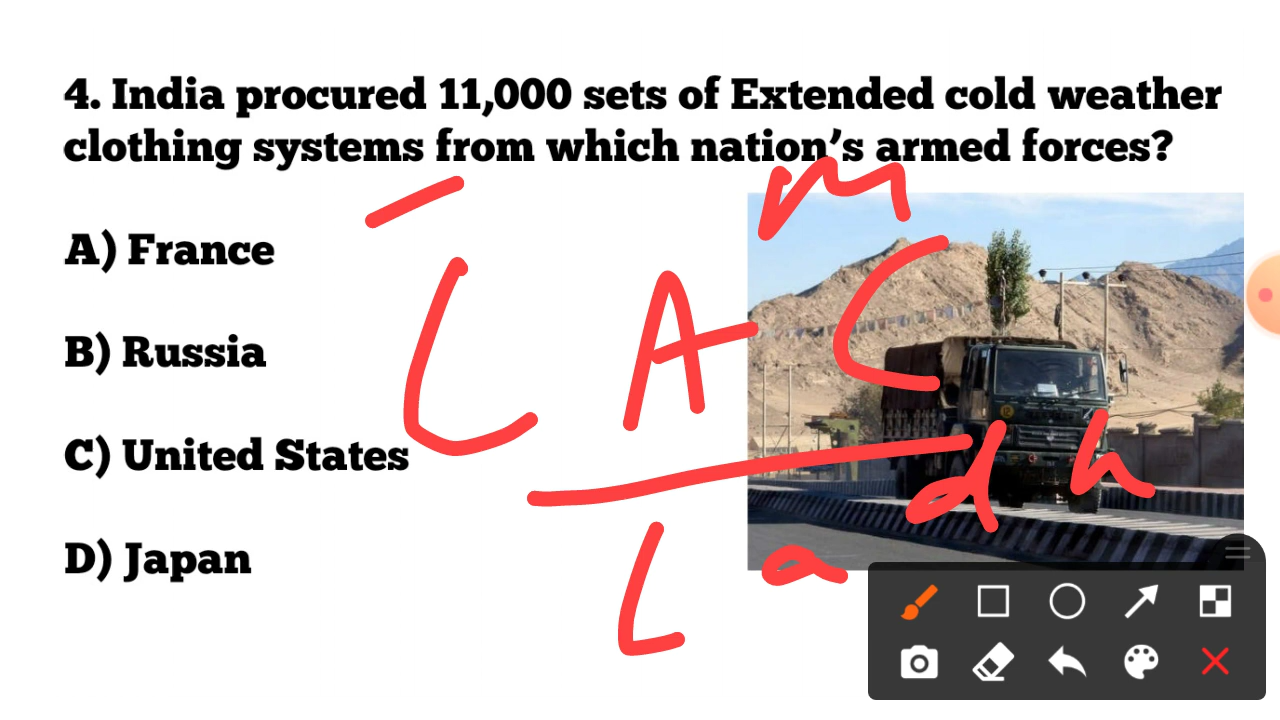 4. India procured 11,000 sets of Extended cold weather
clothing systems from which nation's armed forces?
A) France
B) Russia
C) United States
D) Japan
L A C